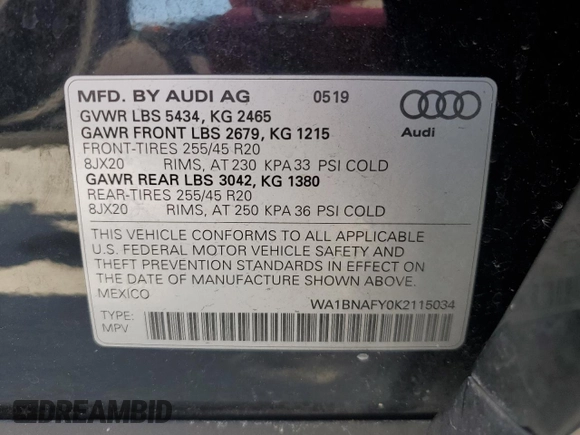 MFD. BY AUDI AG 0519
GVWR LBS 5434, KG 2465
GAWR FRONT LBS 2679, KG 1215
FRONT-TIRES 255/45 R20
8JX20 RIMS, AT 230 KPA 33 PSI COLD
GAWR REAR LBS 3042, KG 1380
REAR-TIRES 255/45 R20
8JX20 RIMS, AT 250 KPA 36 PSI COLD
Audi
THIS VEHICLE CONFORMS TO ALL APPLICABLE
U.S. FEDERAL MOTOR VEHICLE SAFETY AND
THEFT PREVENTION STANDARDS IN EFFECT ON
THE DATE OF MANUFACTURE SHOWN ABOVE.
MEXICO
WA1BNAFY0K2115034
TYPE:
MPV
DREAMBID